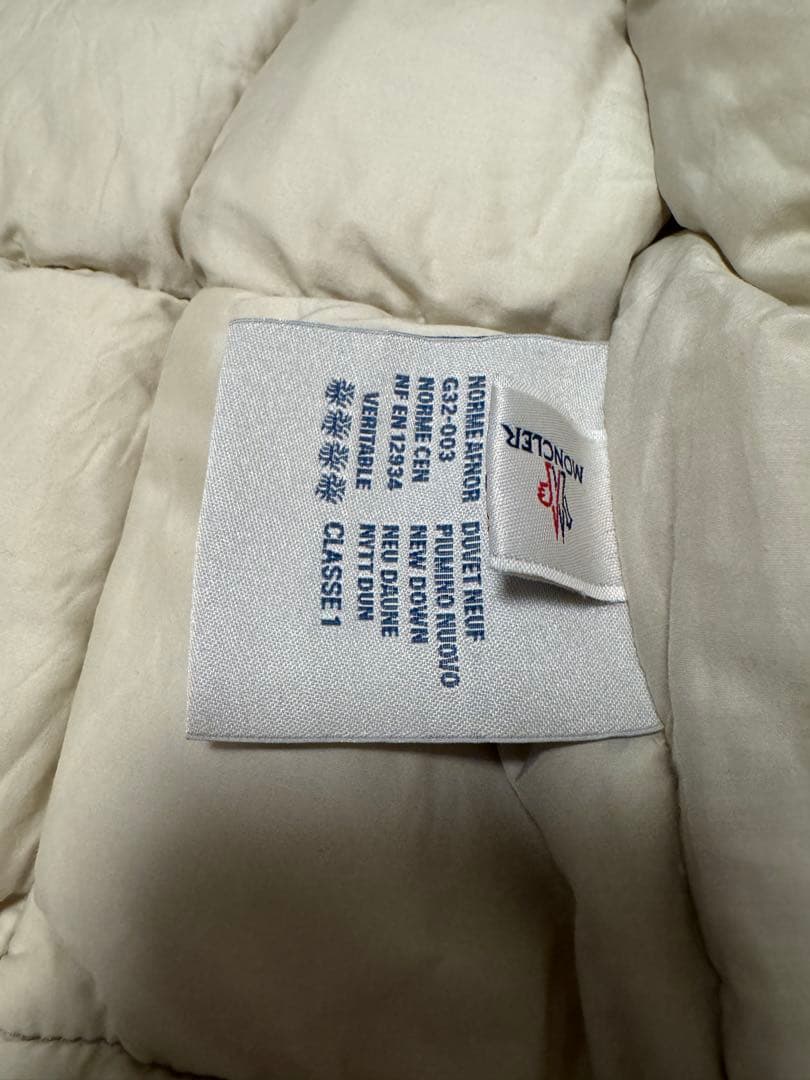 MONCLER
NORME AFNOR
G32-003
NORME CEN
NF EN 12934
VERITABLE
DUVET NEUF
PIUMINO NUOVO
NEW DOWN
NEU DAUNE
NYTT DUN
CLASSE 1